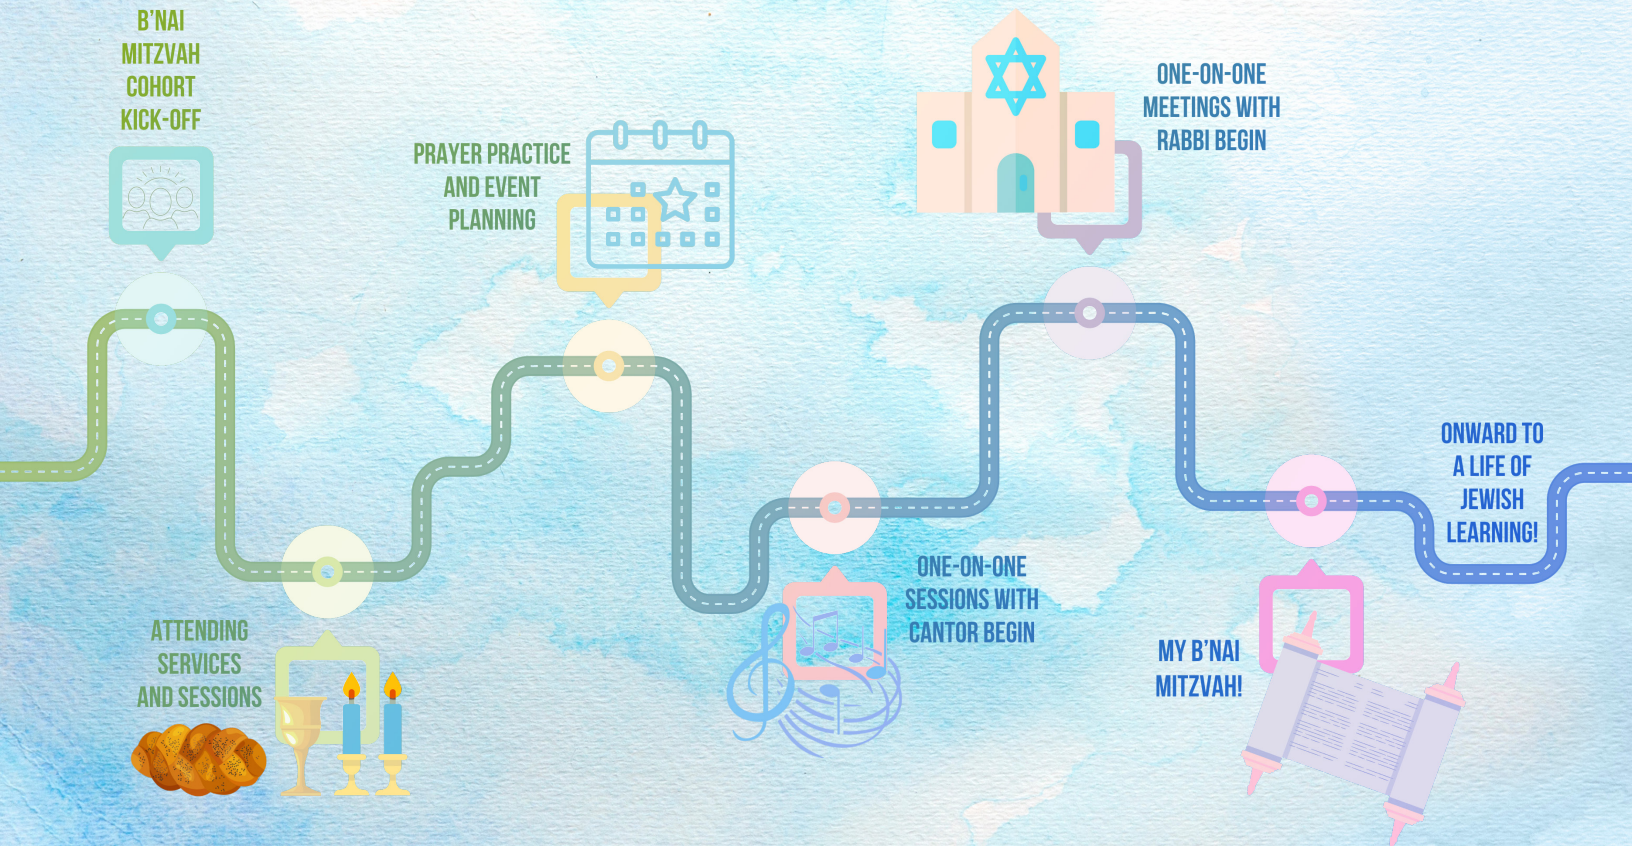 B'NAI
MITZVAH
COHORT
KICK-OFF
ATTENDING
SERVICES
AND SESSIONS
PRAYER PRACTICE
AND EVENT
PLANNING
ONE-ON-ONE
SESSIONS WITH
CANTOR BEGIN
ONE-ON-ONE
MEETINGS WITH
RABBI BEGIN
MY B'NAI
MITZVAH!
ONWARD TO
A LIFE OF
JEWISH
LEARNING!